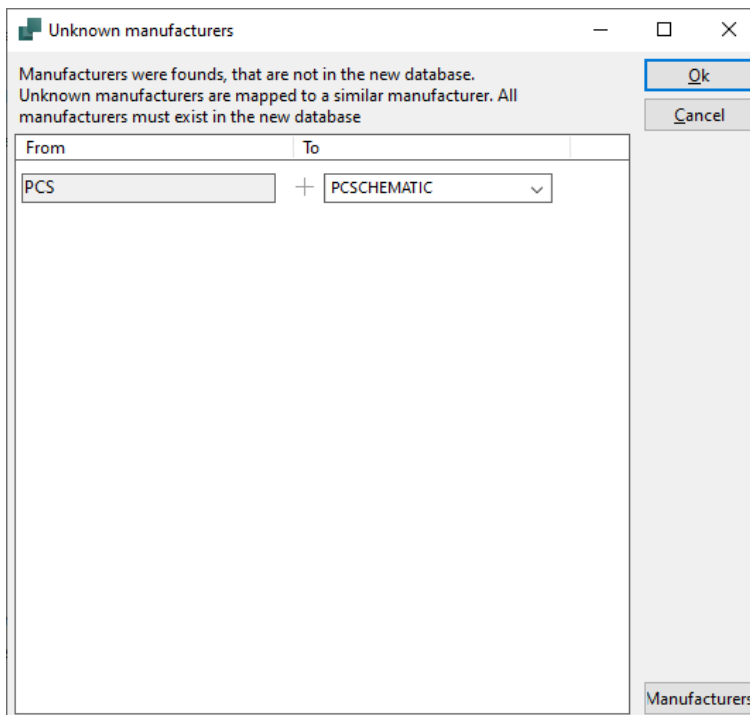 Unknown manufacturers
Manufacturers were founds, that are not in the new database.
Unknown manufacturers are mapped to a similar manufacturer. All
manufacturers must exist in the new database
Ok
Cancel
From To
PCS PCSCHEMATIC
Manufacturers